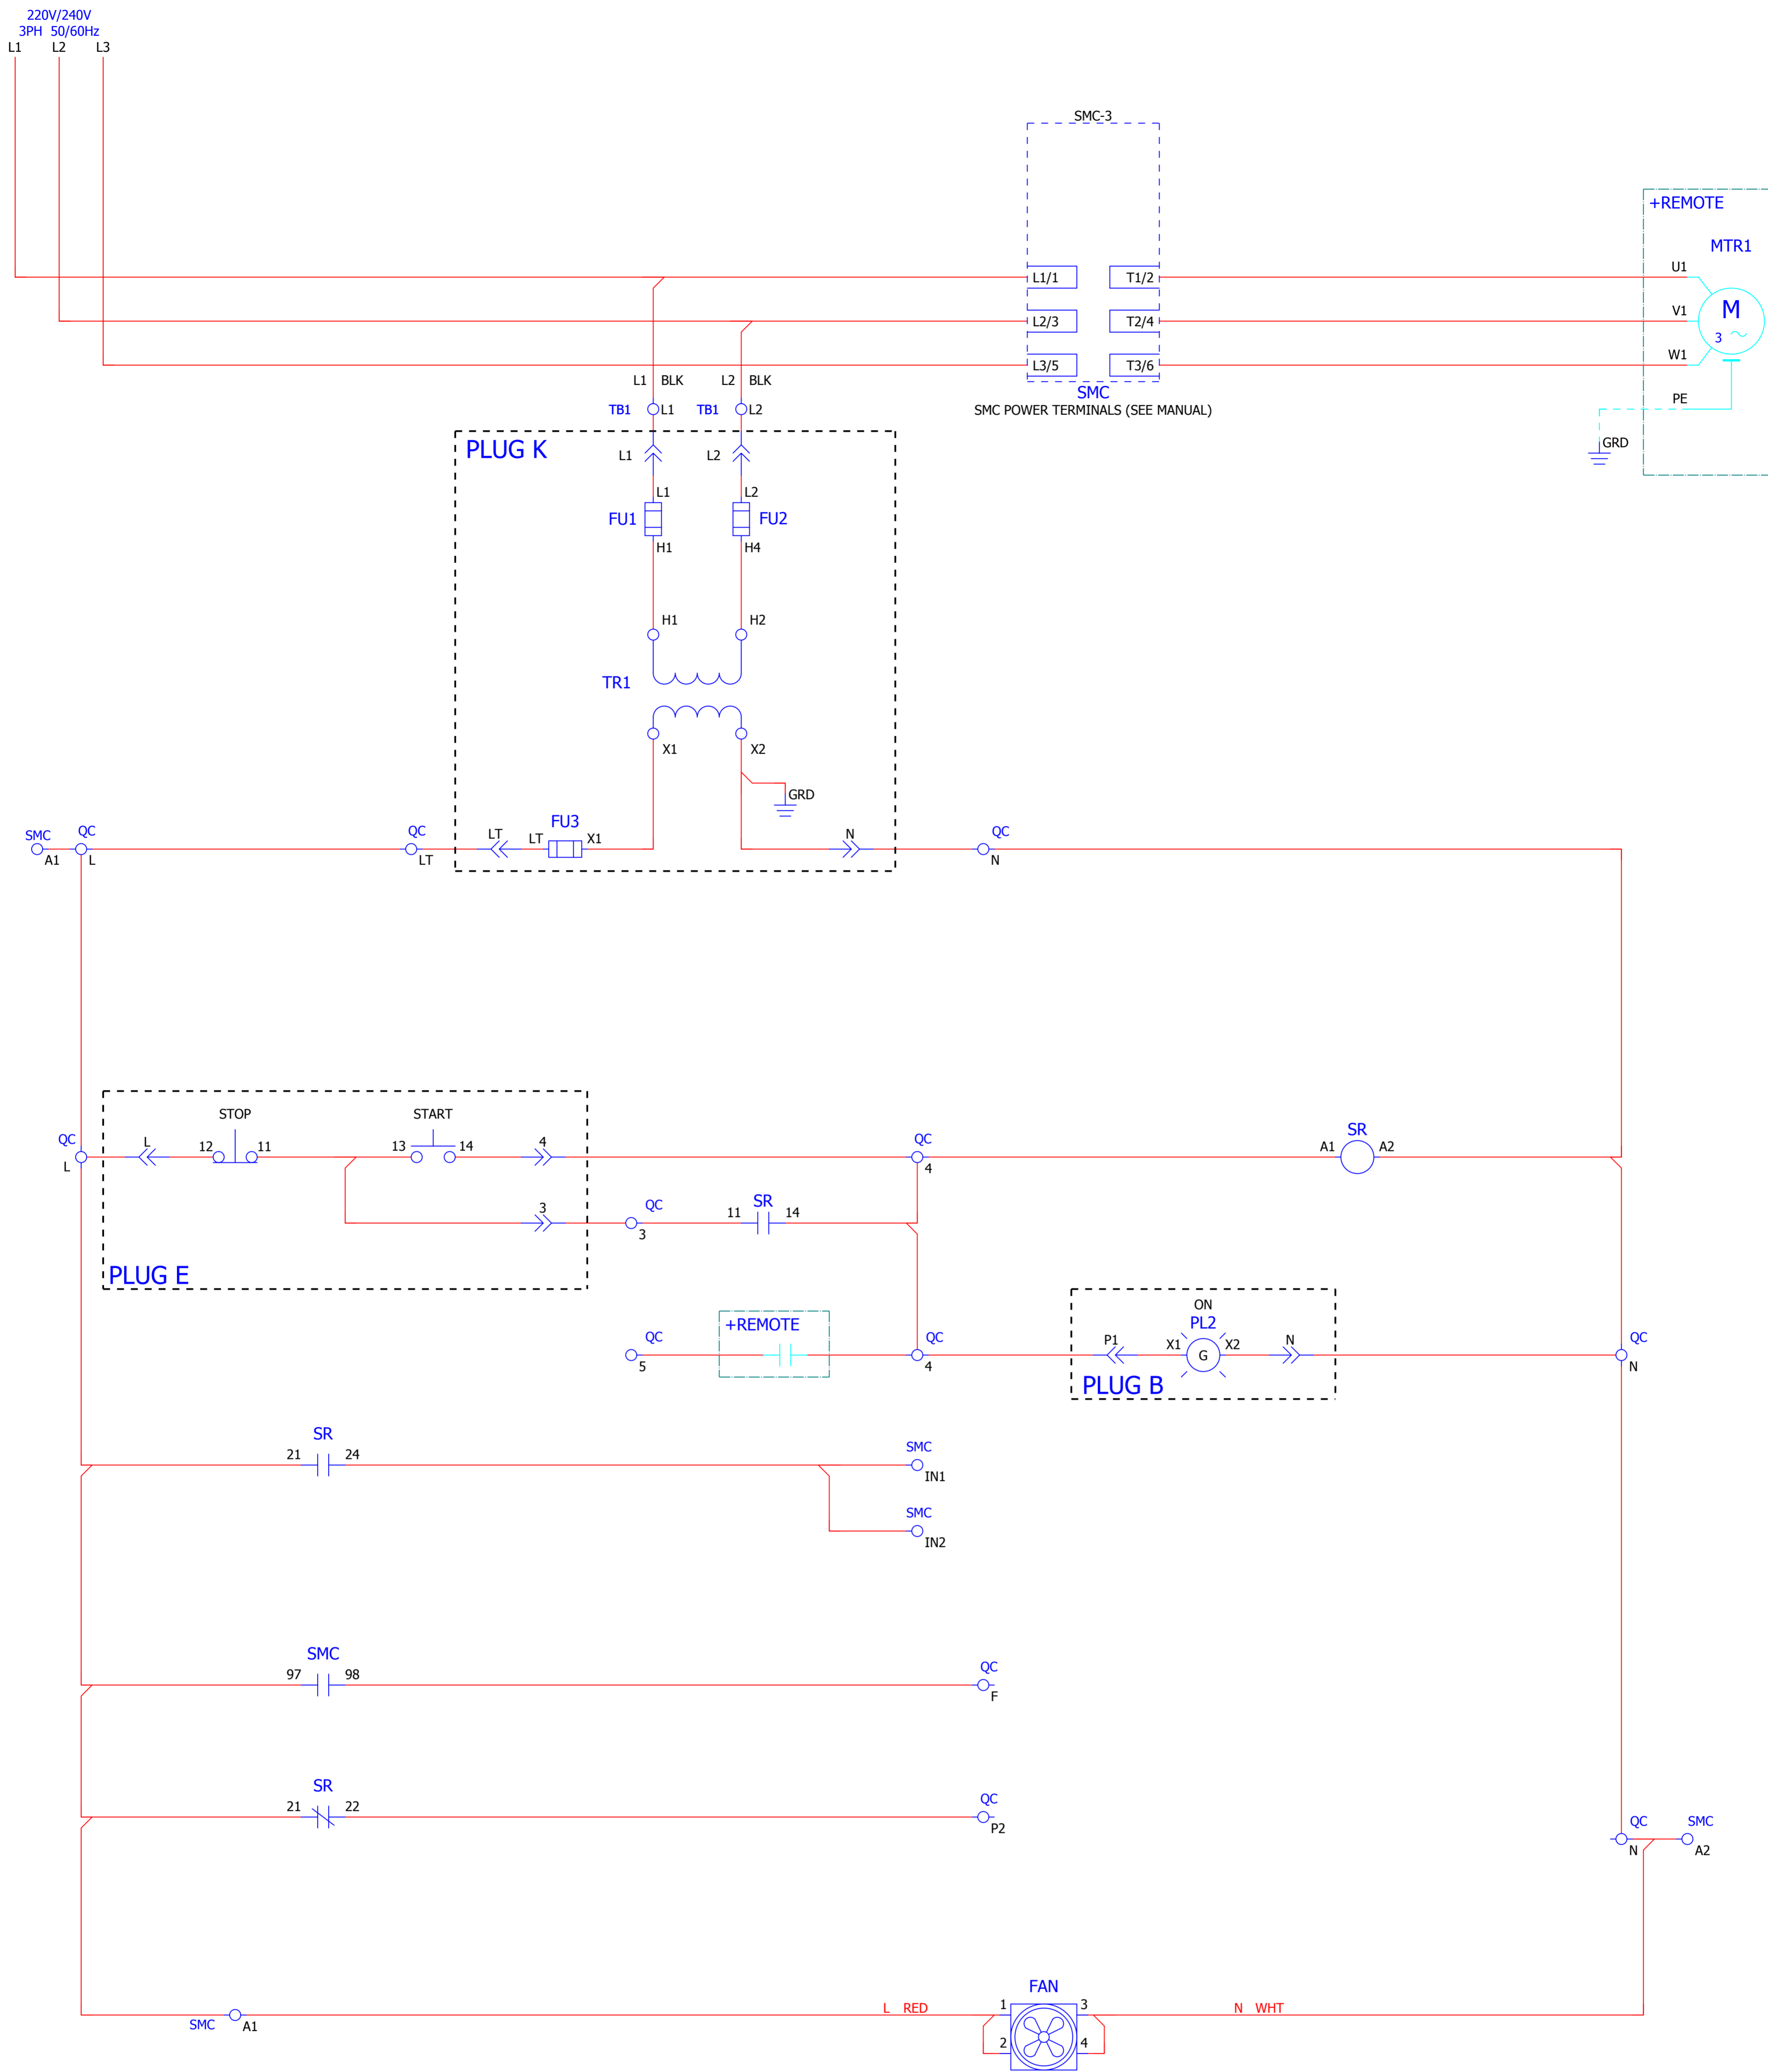 220V/240V
3PH 50/60Hz
L1 L2 L3
SMC-3
+REMOTE
MTR1
L1/1 T1/2 U1
M
3
L2/3 T2/4 V1
L3/5 T3/6 W1
L1 BLK L2 BLK
SMC
TB1 L1 TB1 L2
SMC POWER TERMINALS (SEE MANUAL)
PE
GRD
PLUG K
L1 L2
L1 L2
FU1 FU2
H1 H4
H1 H2
TR1
X1 X2
GRD
SMC QC QC LT FU3 LT X1 N QC
A1 L LT N
STOP START
QC L 12 11 13 14 4 QC SR A1 A2
L 4
3 QC 11 SR 14
3
PLUG E
ON
+REMOTE PL2
QC QC P1 X1 G X2 N QC
5 4 N
PLUG B
SR
21 24 SMC
IN1
SMC
IN2
SMC
97 98 QC
F
SR
21 22 QC
P2
QC SMC
N A2
FAN
L RED 1 3 N WHT
SMC A1
2 4